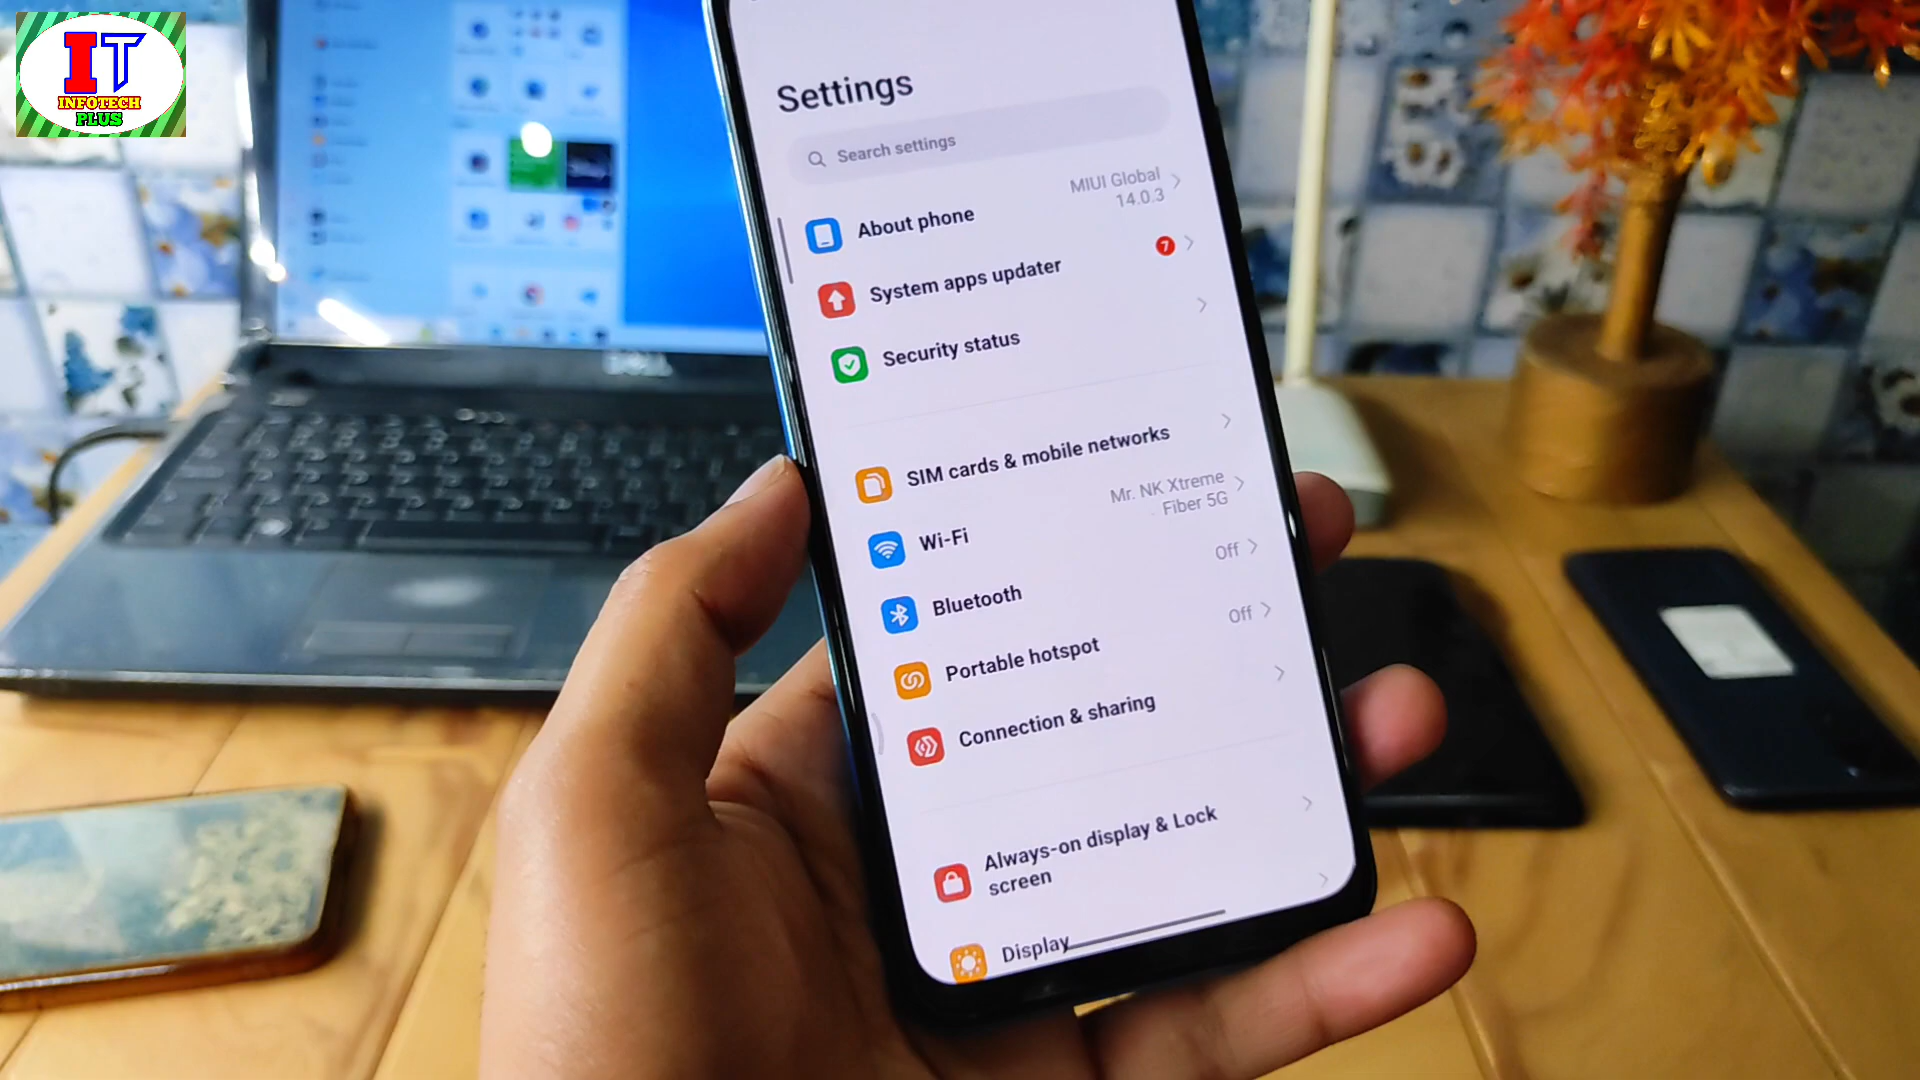 IT
INFOTECH
PLUS
Settings
Search settings
About phone
MIUI Global
14.0.3
System apps updater
7
Security status
SIM cards & mobile networks
Wi-Fi
Mr. NK Xtreme
Fiber 5G
Bluetooth
Off
Portable hotspot
Off
Connection & sharing
Always-on display & Lock
screen
Display
DELL